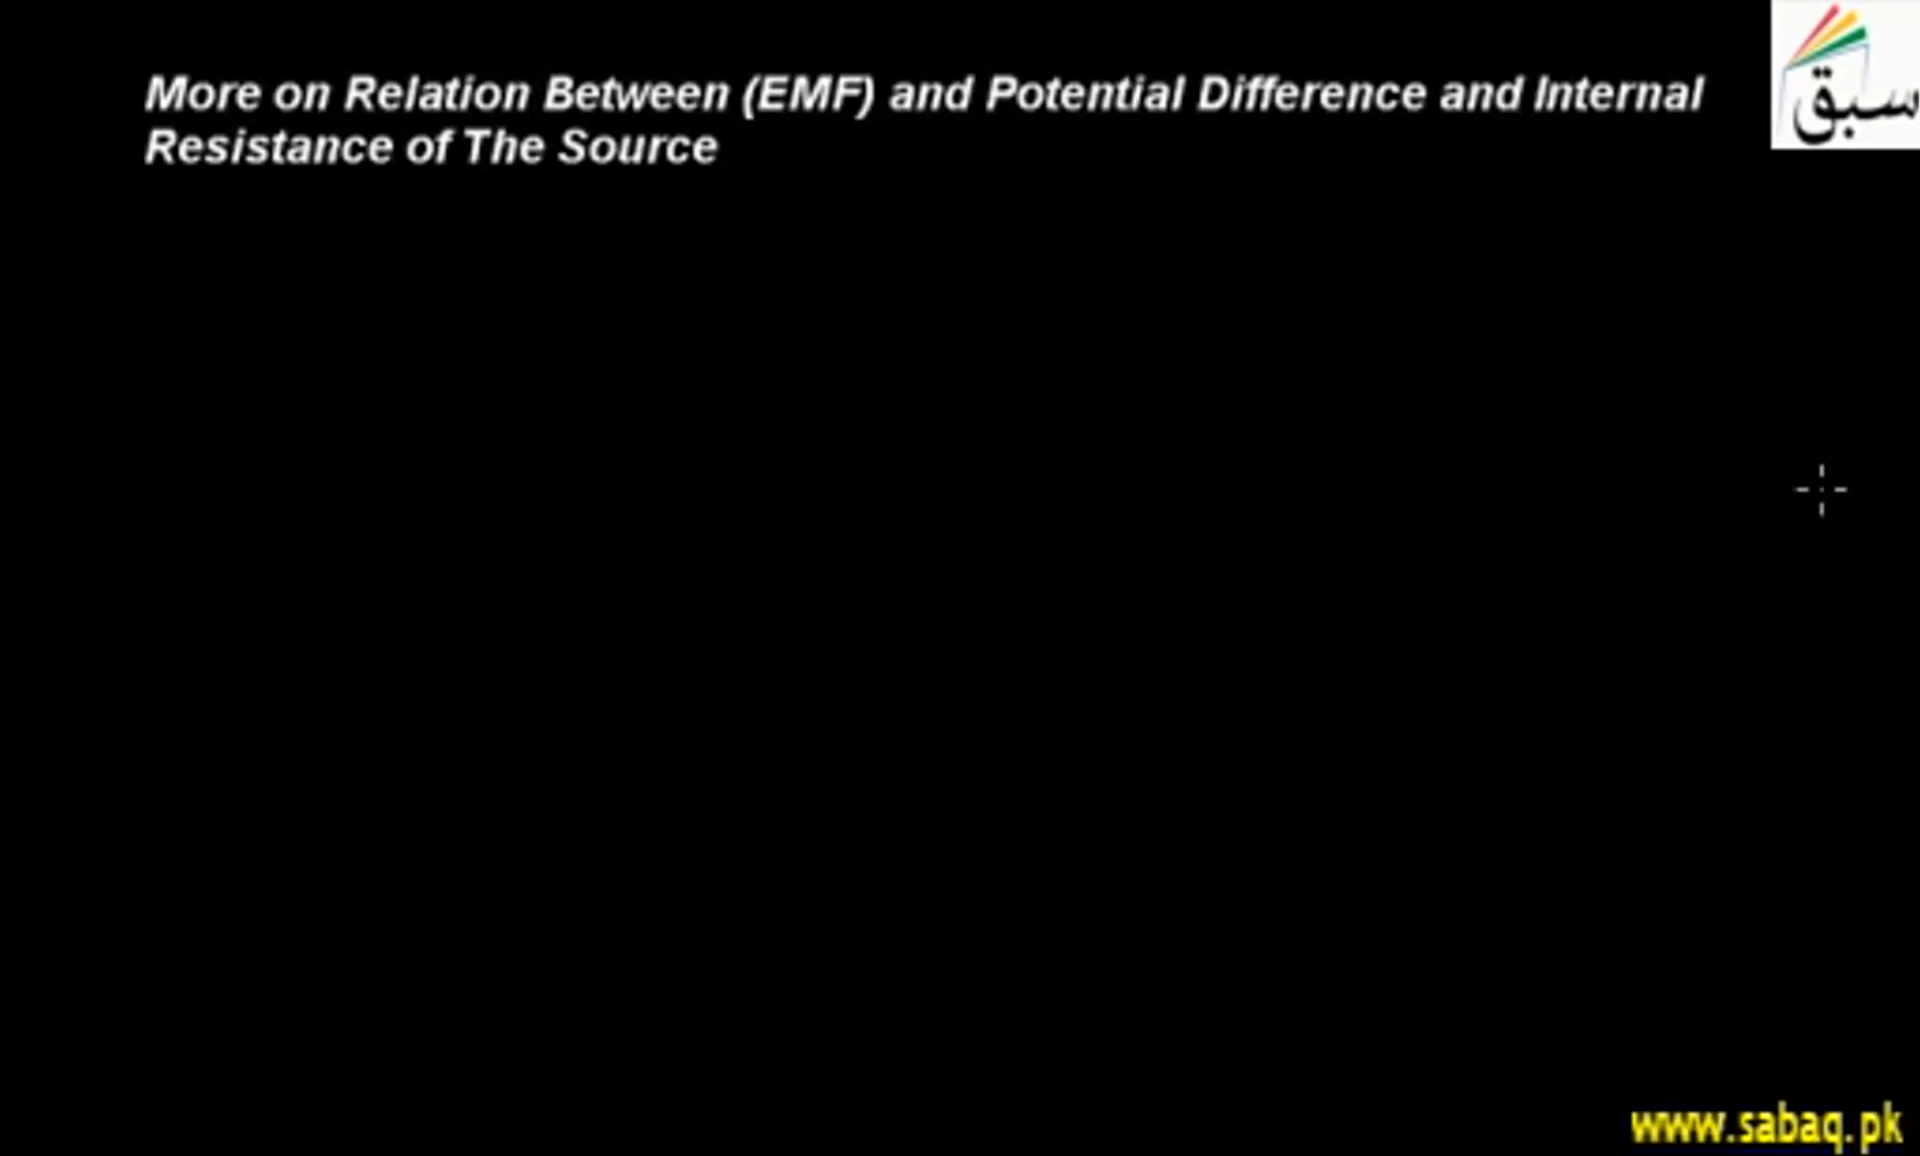 More on Relation Between (EMF) and Potential Difference and Internal
Resistance of The Source
سبق
www.sabaq.pk